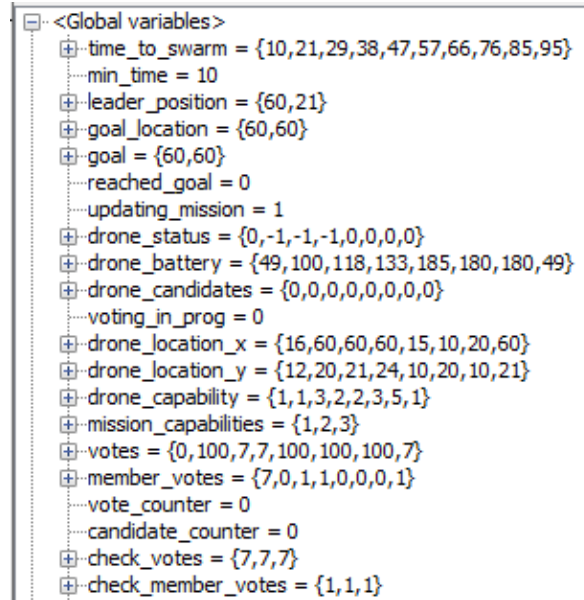 <Global variables>
time_to_swarm = {10,21,29,38,47,57,66,76,85,95}
min_time = 10
leader_position = {60,21}
goal_location = {60,60}
goal = {60,60}
reached_goal = 0
updating_mission = 1
drone_status = {0,-1,-1,-1,0,0,0,0}
drone_battery = {49,100,118,133,185,180,180,49}
drone_candidates = {0,0,0,0,0,0,0,0}
voting_in_prog = 0
drone_location_x = {16,60,60,60,15,10,20,60}
drone_location_y = {12,20,21,24,10,20,10,21}
drone_capability = {1,1,3,2,2,3,5,1}
mission_capabilities = {1,2,3}
votes = {0,100,7,7,100,100,100,7}
member_votes = {7,0,1,1,0,0,0,1}
vote_counter = 0
candidate_counter = 0
check_votes = {7,7,7}
check_member_votes = {1,1,1}